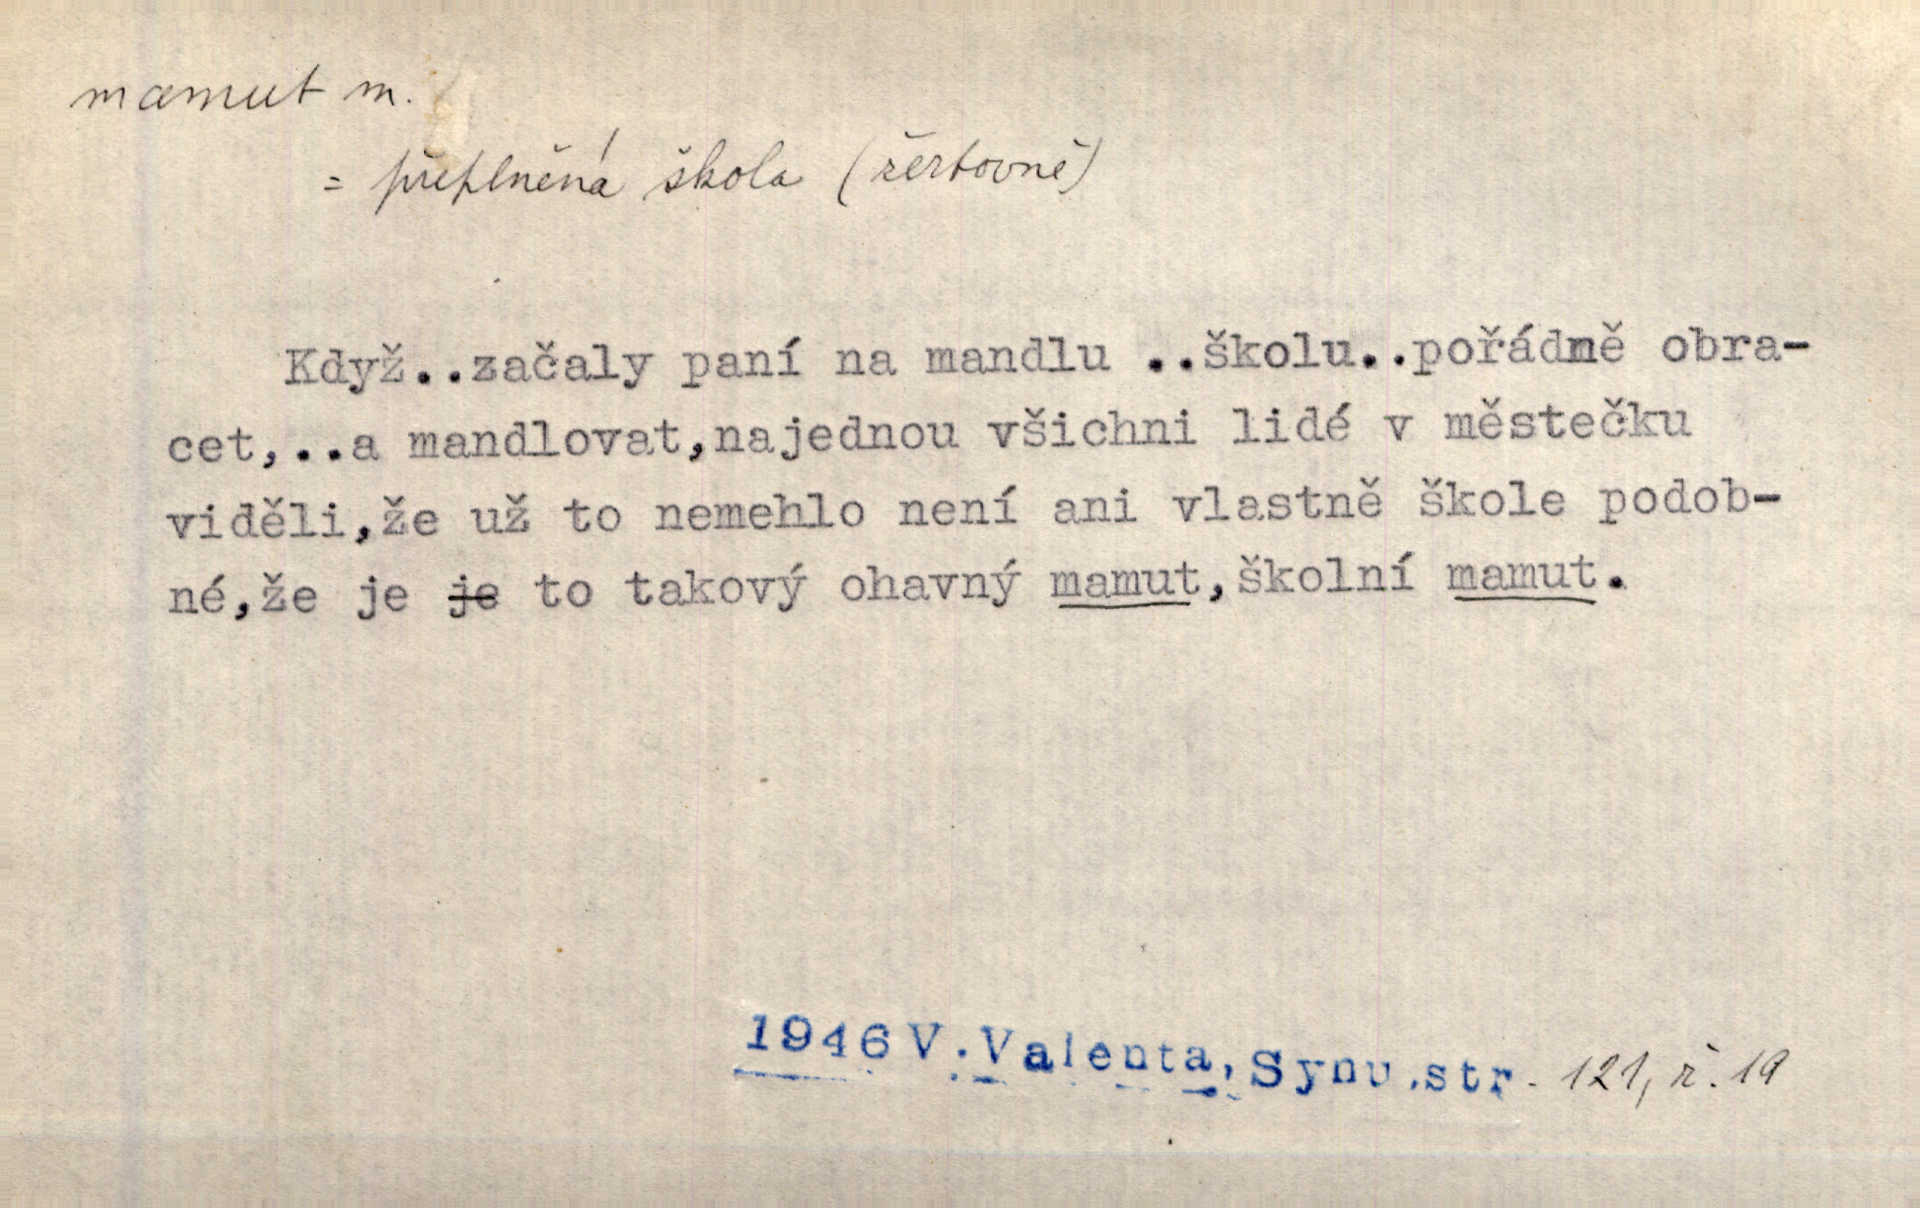 mamut m.
= přeplněná škola (žertovně)
Když..začaly paní na mandlu ..školu..pořádně obra-
cet,..a mandlovat,najednou všichni lidé v městečku
viděli,že už to nemehlo není ani vlastně škole podob-
né,že je je to takový ohavný mamut,školní mamut.
1946 V.Valenta, Synu.str. 121, ř. 19